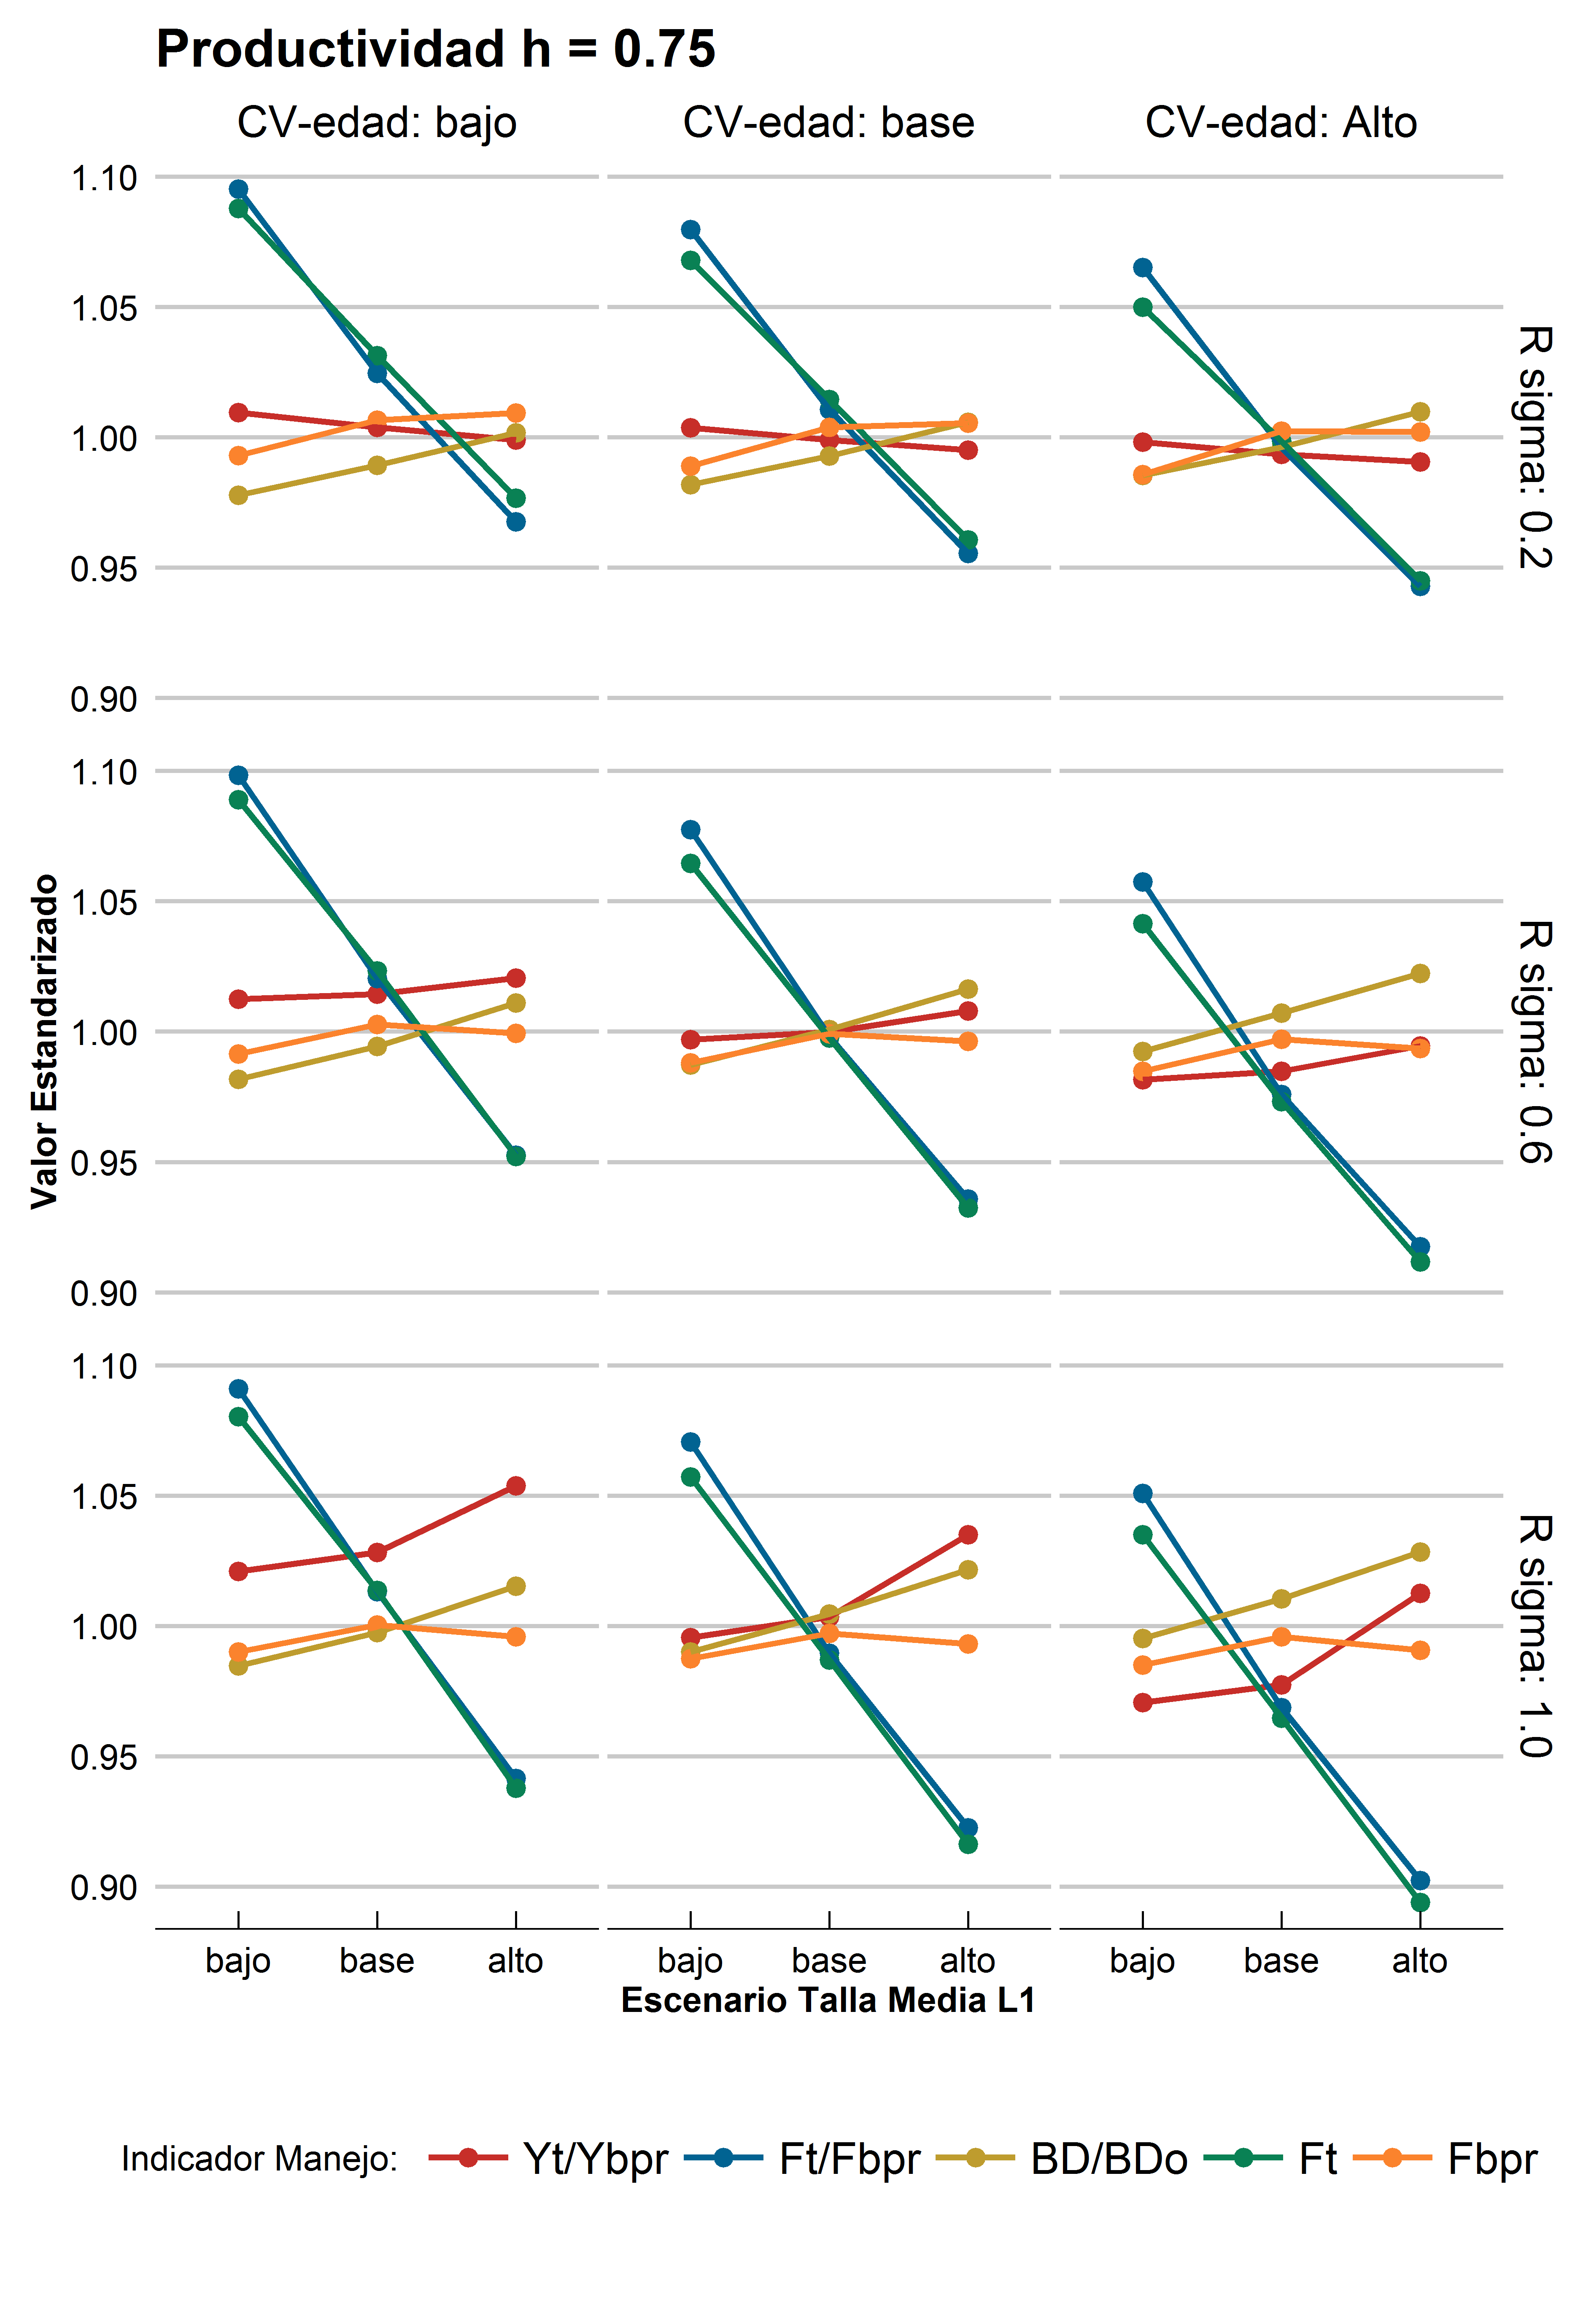 Productividad h = 0.75
CV-edad: bajo
CV-edad: base
CV-edad: Alto
1.10
1.05
1.00
0.95
0.90
R sigma: 0.2
1.10
1.05
1.00
0.95
0.90
R sigma: 0.6
Valor Estandarizado
1.10
1.05
1.00
0.95
0.90
R sigma: 1.0
bajo base alto bajo base alto bajo base alto
Escenario Talla Media L1
Indicador Manejo: Yt/Ybpr Ft/Fbpr BD/BDo Ft Fbpr